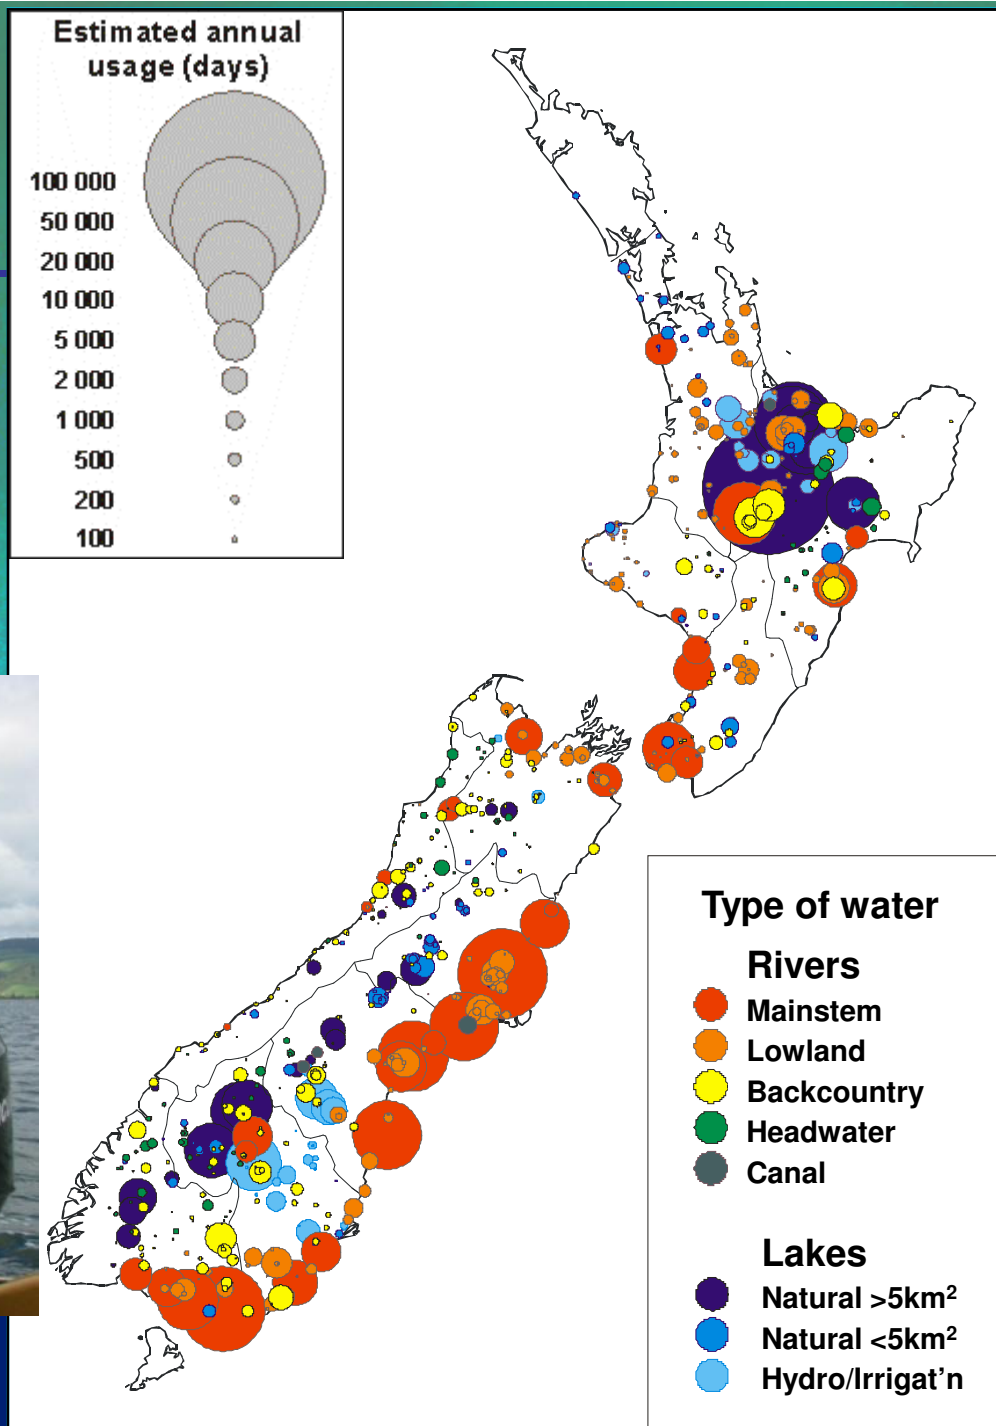 Estimated annual
usage (days)
100 000
50 000
20 000
10 000
5 000
2 000
1 000
500
200
100
Type of water
Rivers
Mainstem
Lowland
Backcountry
Headwater
Canal
Lakes
Natural >5km²
Natural <5km²
Hydro/Irrigat’n